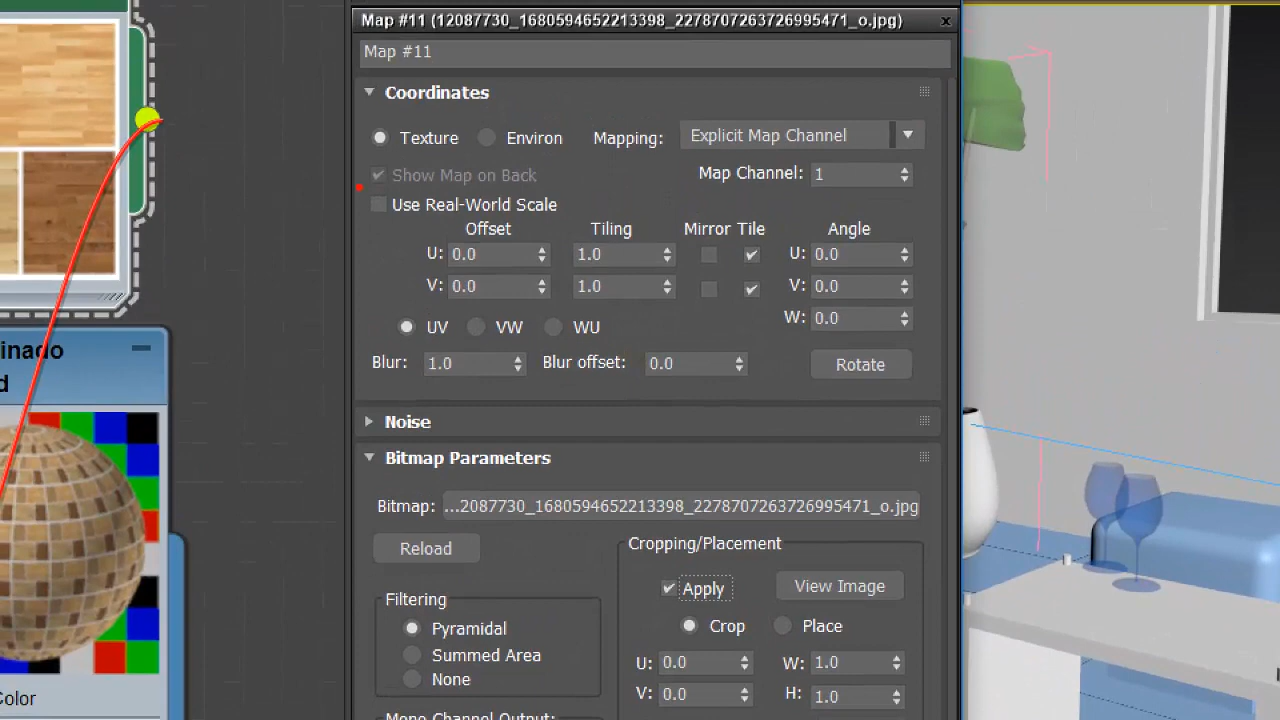 Map #11 (12087730_1680594652213398_2278707263726995471_o.jpg) x
Map #11
Coordinates
Texture Environ Mapping: Explicit Map Channel
Show Map on Back Map Channel: 1
Use Real-World Scale
Offset Tiling Mirror Tile Angle
U: 0.0 1.0 U: 0.0
V: 0.0 1.0 V: 0.0
W: 0.0
UV VW WU
Blur: 1.0 Blur offset: 0.0 Rotate
Noise
Bitmap Parameters
Bitmap: ...2087730_1680594652213398_2278707263726995471_o.jpg
Reload Cropping/Placement
Apply View Image
Filtering
Pyramidal Crop Place
Summed Area U: 0.0 W: 1.0
None V: 0.0 H: 1.0
Mono Channel Output:
inado
d
Color